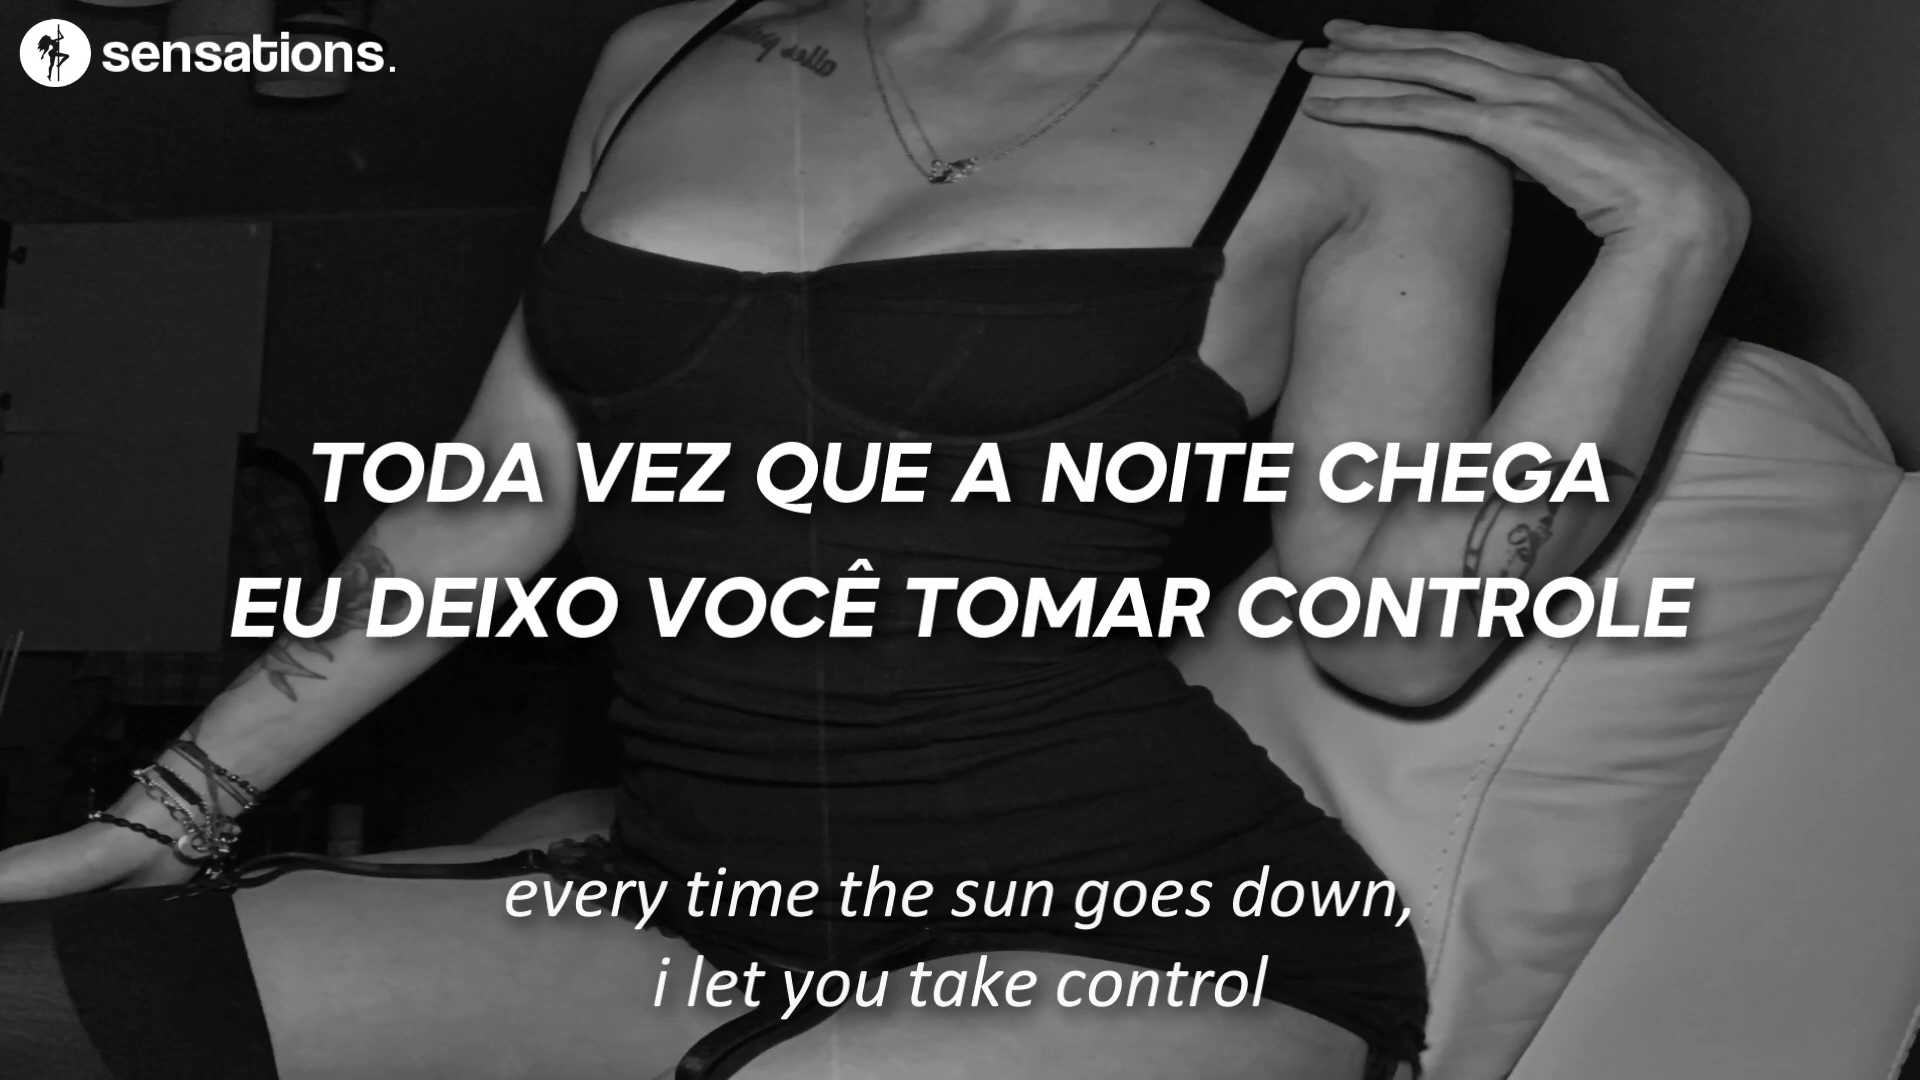 sensations.
TODA VEZ QUE A NOITE CHEGA
EU DEIXO VOCÊ TOMAR CONTROLE
every time the sun goes down,
i let you take control